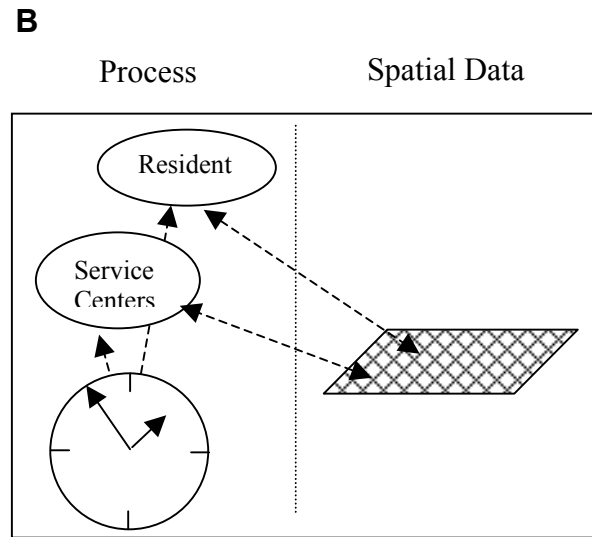 B
Process
Spatial Data
Resident
Service
Centers